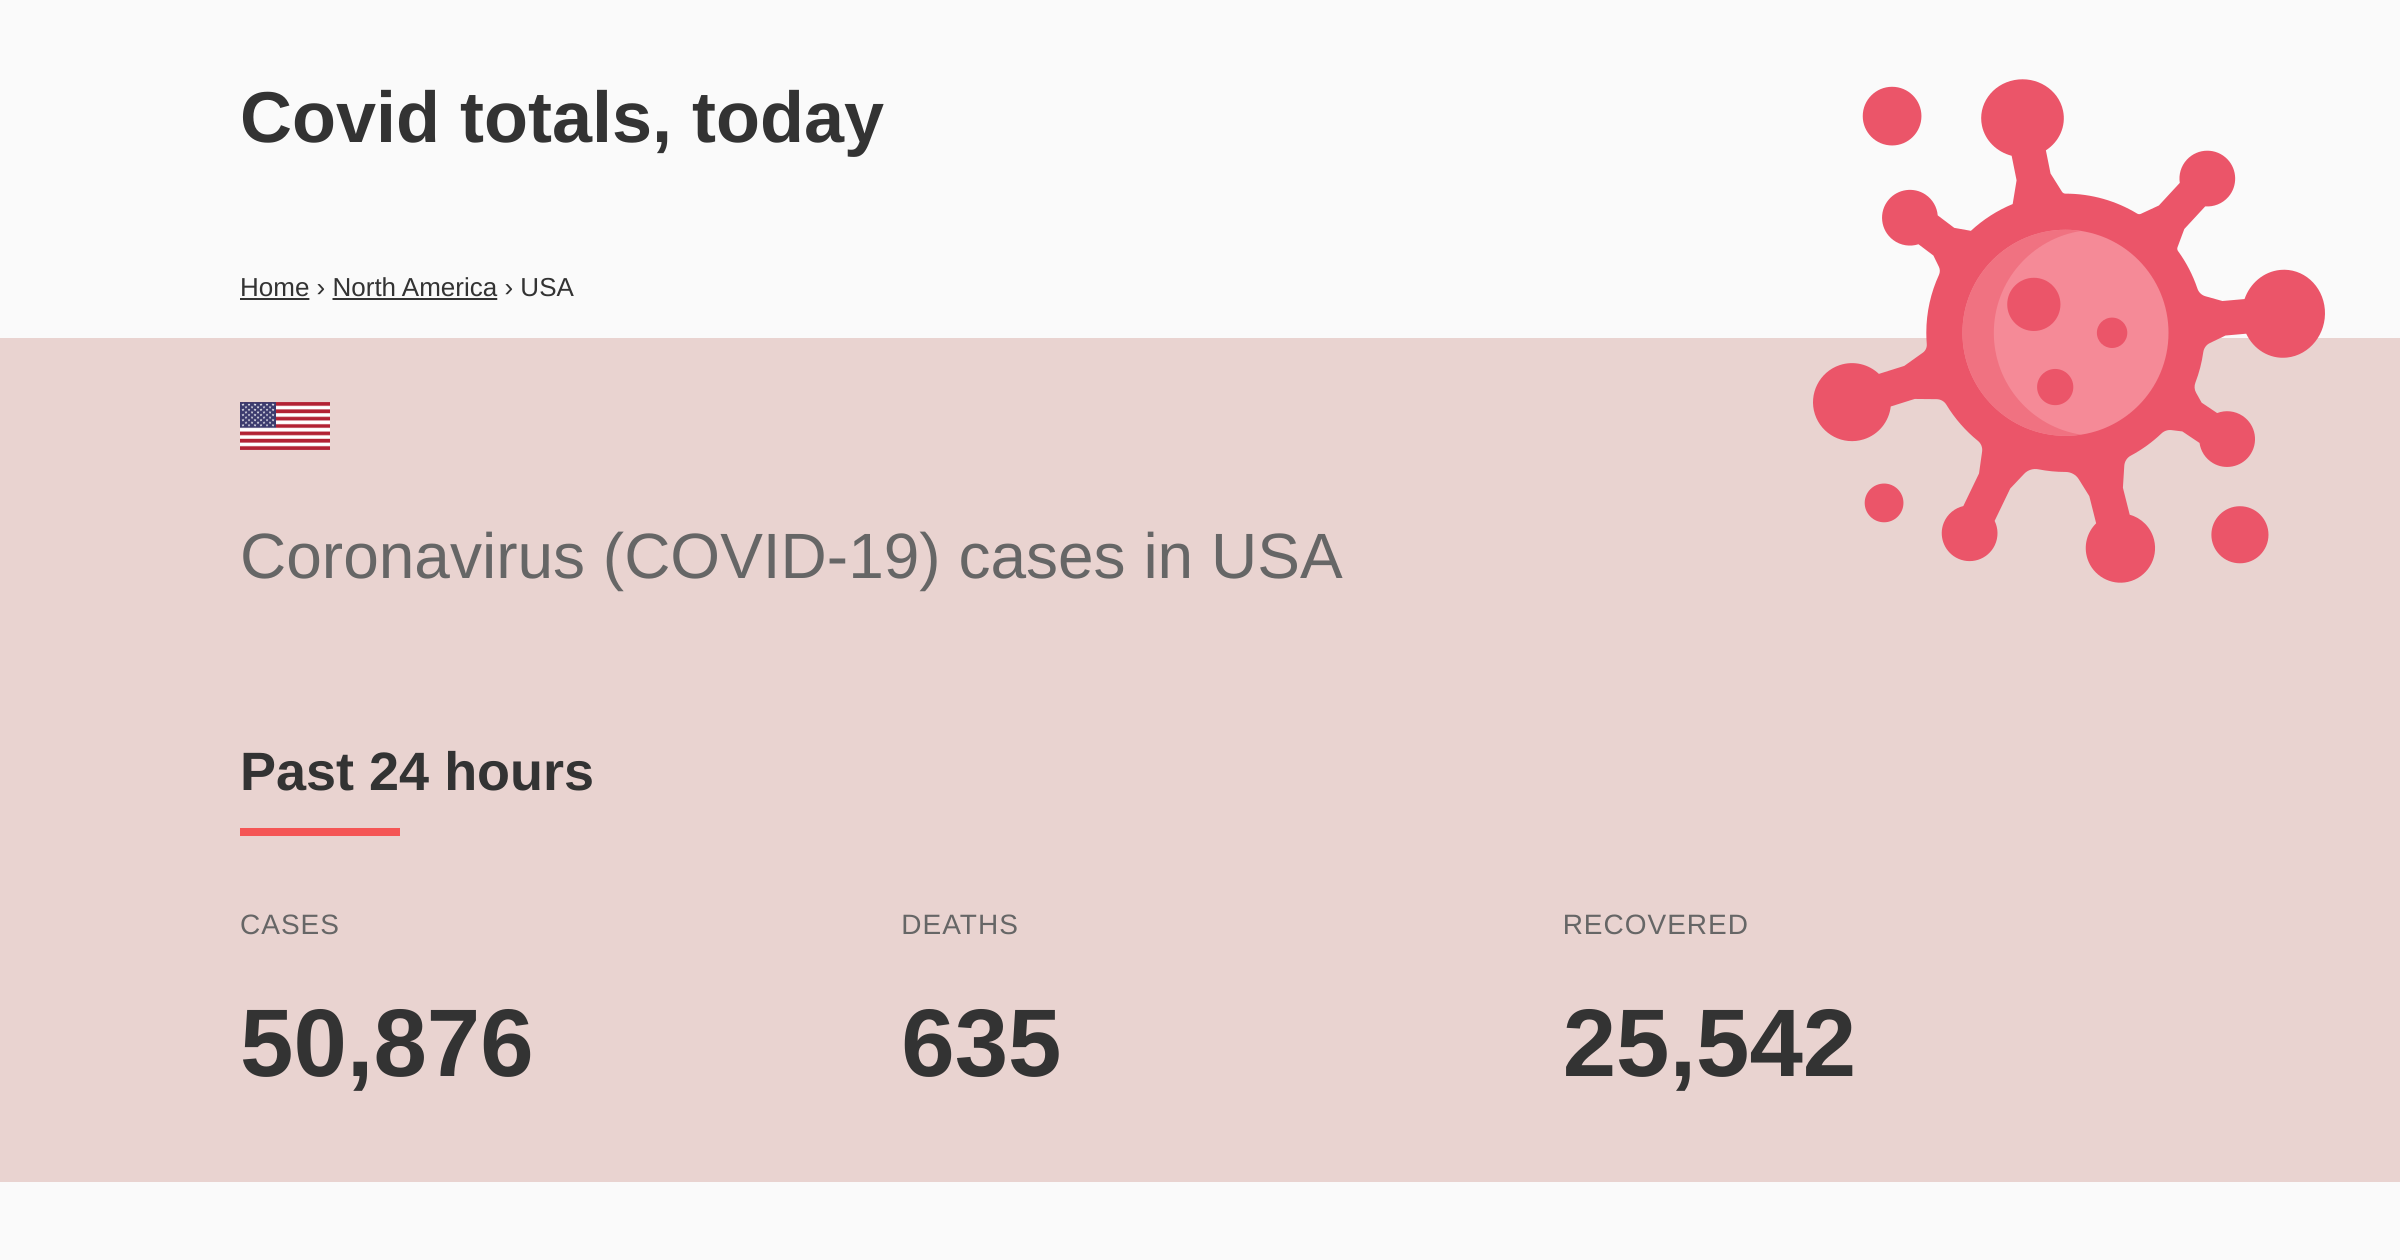 Covid totals, today
Home › North America › USA
Coronavirus (COVID-19) cases in USA
Past 24 hours
CASES
DEATHS
RECOVERED
50,876
635
25,542